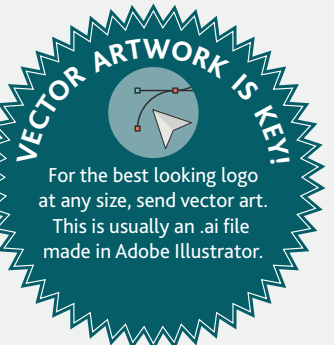 VECTOR ARTWORK IS KEY!
For the best looking logo
at any size, send vector art.
This is usually an .ai file
made in Adobe Illustrator.